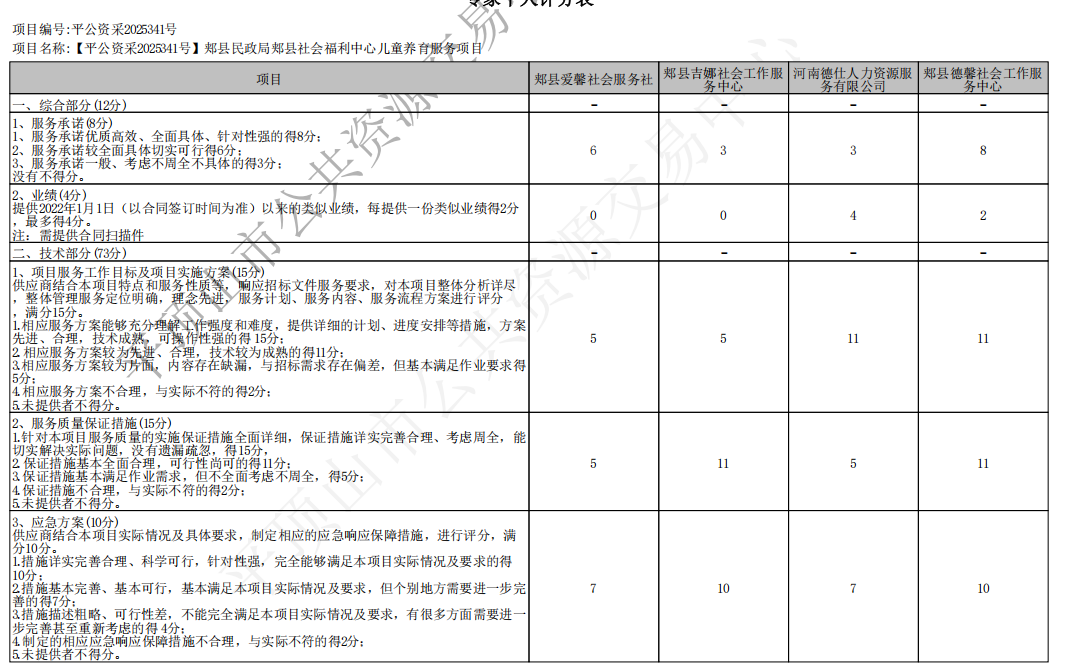 专家个人评分表
项目编号:平公资采2025341号
项目名称:【平公资采2025341号】郏县民政局郏县社会福利中心儿童养育服务项目
项目 郏县爱馨社会服务社 郏县吉娜社会工作服务中心 河南德仕人力资源服务有限公司 郏县德馨社会工作服务中心
一、综合部分(12分) - - - -
1、服务承诺(8分)
1、服务承诺优质高效、全面具体、针对性强的得8分;
2、服务承诺较全面具体切实可行得6分;
3、服务承诺一般、考虑不周全不具体的得3分;
没有不得分。
6 3 3 8
2、业绩(4分)
提供2022年1月1日（以合同签订时间为准）以来的类似业绩，每提供一份类似业绩得2分
，最多得4分。
注：需提供合同扫描件
0 0 4 2
二、技术部分(73分) - - - -
1、项目服务工作目标及项目实施方案(15分)
供应商结合本项目特点和服务性质等，响应招标文件服务要求，对本项目整体分析详尽
，整体管理服务定位明确，理念先进，服务计划、服务内容、服务流程方案进行评分
，满分15分。
1.相应服务方案能够充分理解工作强度和难度，提供详细的计划、进度安排等措施，方案
先进、合理，技术成熟，可操作性强的得 15分;
2.相应服务方案较为先进、合理，技术较为成熟的得11分;
3.相应服务方案较为片面，内容存在缺漏，与招标需求存在偏差，但基本满足作业要求得
5分;
4.相应服务方案不合理，与实际不符的得2分;
5.未提供者不得分。
5 5 11 11
2、服务质量保证措施(15分)
1.针对本项目服务质量的实施保证措施全面详细，保证措施详实完善合理、考虑周全，能
切实解决实际问题，没有遗漏疏忽，得15分，
2.保证措施基本全面合理，可行性尚可的得11分;
3.保证措施基本满足作业需求，但不全面考虑不周全，得5分;
4.保证措施不合理，与实际不符的得2分;
5.未提供者不得分。
5 11 5 11
3、应急方案(10分)
供应商结合本项目实际情况及具体要求，制定相应的应急响应保障措施，进行评分，满
分10分。
1.措施详实完善合理、科学可行，针对性强，完全能够满足本项目实际情况及要求的得
10分;
2.措施基本完善、基本可行，基本满足本项目实际情况及要求，但个别地方需要进一步完
善的得7分;
3.措施描述粗略、可行性差，不能完全满足本项目实际情况及要求，有很多方面需要进一
步完善甚至重新考虑的得 4分;
4.制定的相应应急响应保障措施不合理，与实际不符的得2分;
5.未提供者不得分。
7 10 7 10
平顶山市公共资源交易
平顶山市公共资源交易中心